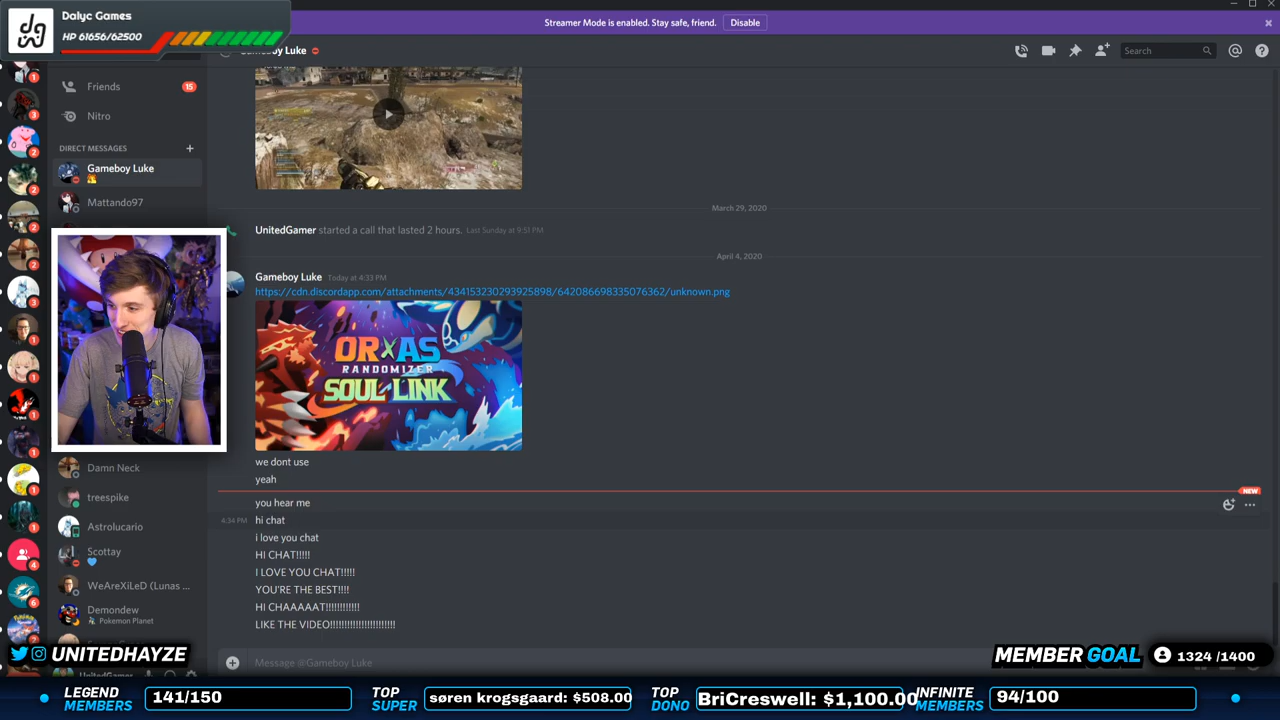 Dalyc Games
HP 61656/62500
Streamer Mode is enabled. Stay safe, friend.
Disable
Gameboy Luke
Search
Friends
15
Nitro
DIRECT MESSAGES
Gameboy Luke
Mattando97
March 29, 2020
UnitedGamer started a call that lasted 2 hours. Last Sunday at 9:51 PM
April 4, 2020
Gameboy Luke Today at 4:33 PM
https://cdn.discordapp.com/attachments/434153230293925898/642086698335076362/unknown.png
ORXAS
RANDOMIZER
SOUL LINK
we dont use
yeah
NEW
you hear me
4:34 PM
hi chat
i love you chat
HI CHAT!!!!!
I LOVE YOU CHAT!!!!!
YOU'RE THE BEST!!!!
HI CHAAAAAT!!!!!!!!!!!!
LIKE THE VIDEO!!!!!!!!!!!!!!!!!!!!!!!
Damn Neck
treespike
Astrolucario
Scottay
WeAreXiLeD (Lunas ...
Demondew
Pokemon Planet
Message @Gameboy Luke
UNITEDHAYZE
MEMBER GOAL
1324 /1400
LEGEND MEMBERS
141/150
TOP SUPER
søren krogsgaard: $508.00
TOP DONO
BriCreswell: $1,100.00
INFINITE MEMBERS
94/100